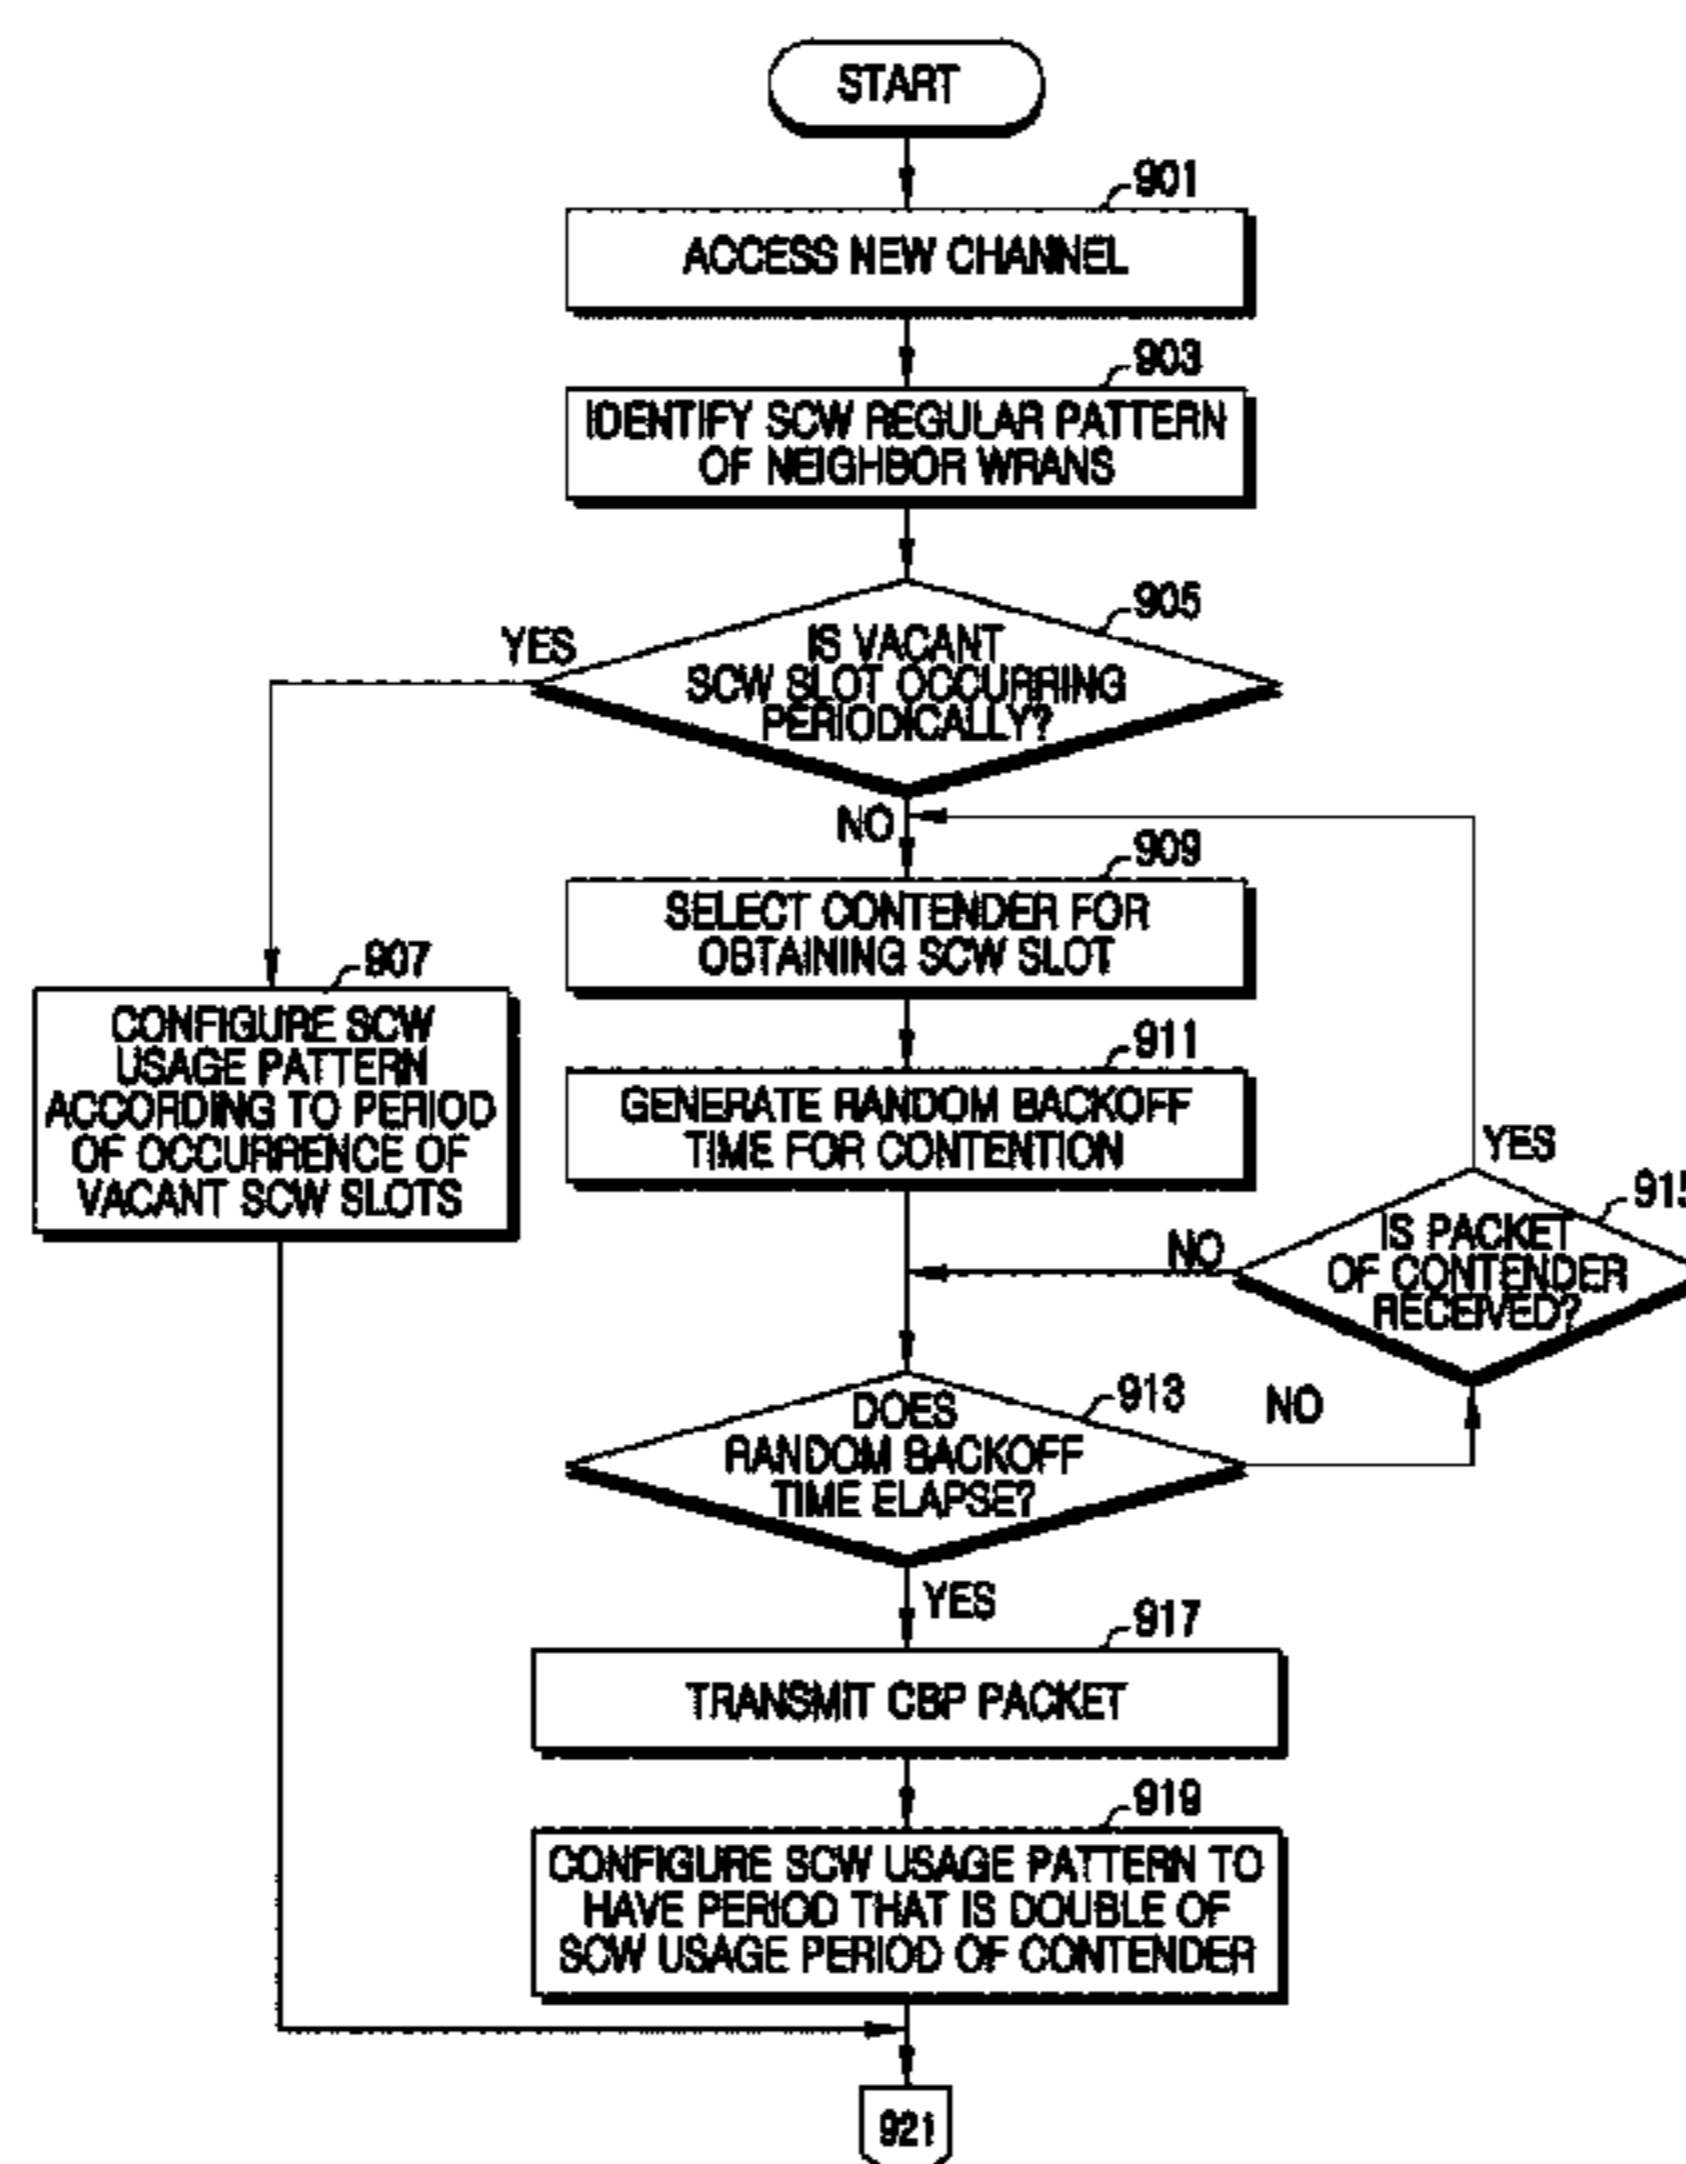 START
901
ACCESS NEW CHANNEL
903
IDENTIFY SCW REGULAR PATTERN
OF NEIGHBOR WRANS
905
YES
IS VACANT
SCW SLOT OCCURRING
PERIODICALLY?
NO
909
SELECT CONTENDER FOR
OBTAINING SCW SLOT
907
CONFIGURE SCW
USAGE PATTERN
ACCORDING TO PERIOD
OF OCCURRENCE OF
VACANT SCW SLOTS
911
GENERATE RANDOM BACKOFF
TIME FOR CONTENTION
YES
915
NO
IS PACKET
OF CONTENDER
RECEIVED?
913
NO
DOES
RANDOM BACKOFF
TIME ELAPSE?
YES
917
TRANSMIT CBP PACKET
919
CONFIGURE SCW USAGE PATTERN TO
HAVE PERIOD THAT IS DOUBLE OF
SCW USAGE PERIOD OF CONTENDER
921